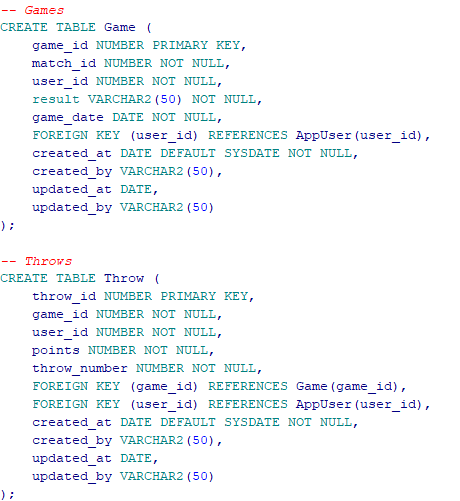 -- Games
CREATE TABLE Game (
    game_id NUMBER PRIMARY KEY,
    match_id NUMBER NOT NULL,
    user_id NUMBER NOT NULL,
    result VARCHAR2(50) NOT NULL,
    game_date DATE NOT NULL,
    FOREIGN KEY (user_id) REFERENCES AppUser(user_id),
    created_at DATE DEFAULT SYSDATE NOT NULL,
    created_by VARCHAR2(50),
    updated_at DATE,
    updated_by VARCHAR2(50)
);

-- Throws
CREATE TABLE Throw (
    throw_id NUMBER PRIMARY KEY,
    game_id NUMBER NOT NULL,
    user_id NUMBER NOT NULL,
    points NUMBER NOT NULL,
    throw_number NUMBER NOT NULL,
    FOREIGN KEY (game_id) REFERENCES Game(game_id),
    FOREIGN KEY (user_id) REFERENCES AppUser(user_id),
    created_at DATE DEFAULT SYSDATE NOT NULL,
    created_by VARCHAR2(50),
    updated_at DATE,
    updated_by VARCHAR2(50)
);